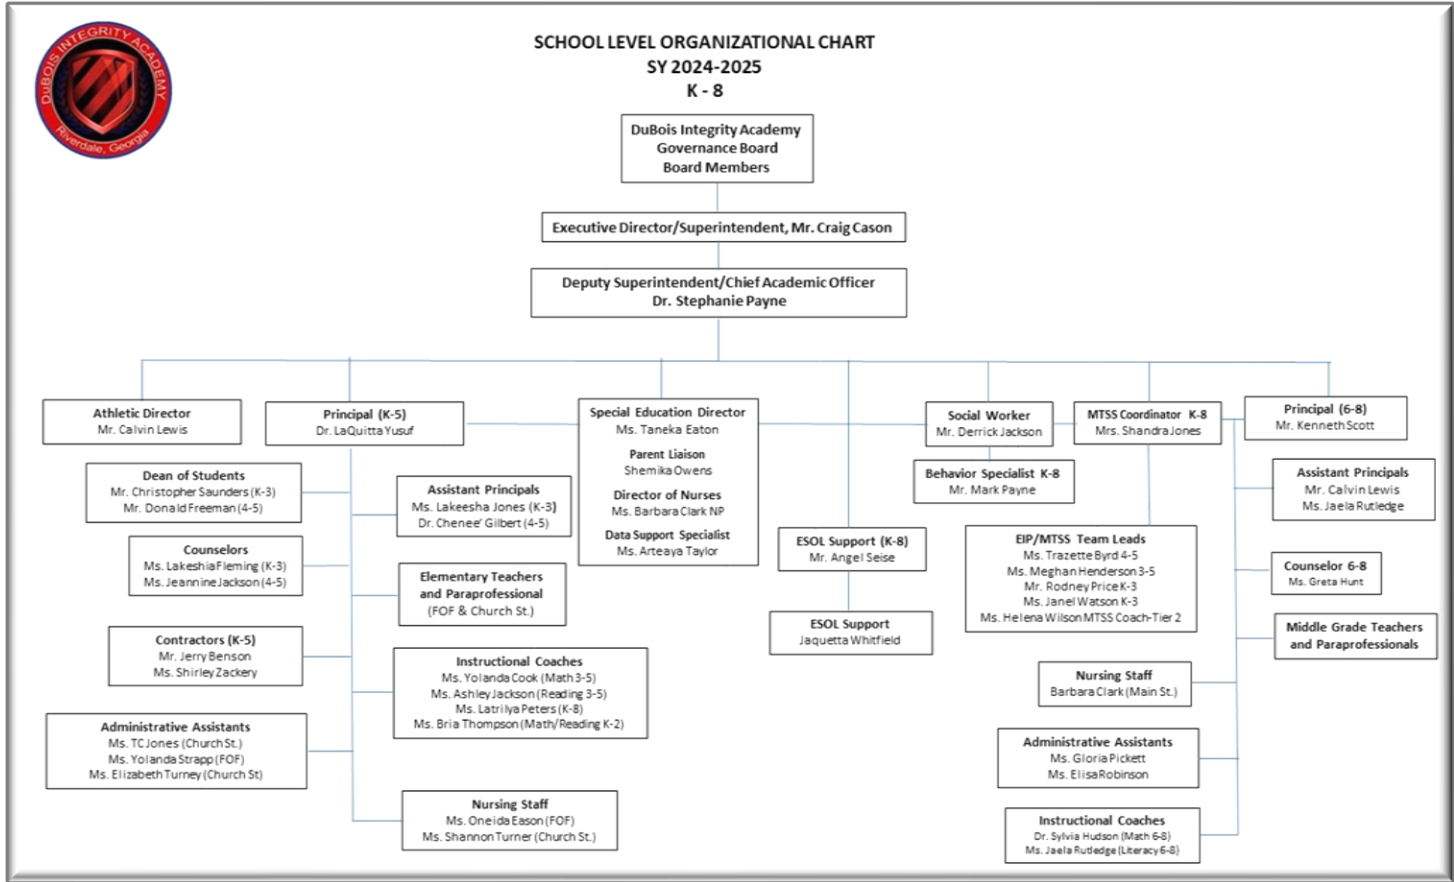 DuBOIS INTEGRITY ACADEMY
Riverdale, Georgia
SCHOOL LEVEL ORGANIZATIONAL CHART
SY 2024-2025
K - 8
DuBois Integrity Academy
Governance Board
Board Members
Executive Director/Superintendent, Mr. Craig Cason
Deputy Superintendent/Chief Academic Officer
Dr. Stephanie Payne
Athletic Director
Mr. Calvin Lewis
Principal (K-5)
Dr. LaQuitta Yusuf
Special Education Director
Ms. Taneka Eaton
Parent Liaison
Shemika Owens
Director of Nurses
Ms. Barbara Clark NP
Data Support Specialist
Ms. Arteaya Taylor
Social Worker
Mr. Derrick Jackson
MTSS Coordinator K-8
Mrs. Shandra Jones
Principal (6-8)
Mr. Kenneth Scott
Dean of Students
Mr. Christopher Saunders (K-3)
Mr. Donald Freeman (4-5)
Assistant Principals
Ms. Lakeesha Jones (K-3)
Dr. Chenee' Gilbert (4-5)
Behavior Specialist K-8
Mr. Mark Payne
Assistant Principals
Mr. Calvin Lewis
Ms. Jaela Rutledge
Counselors
Ms. Lakeshia Fleming (K-3)
Ms. Jeannine Jackson (4-5)
Elementary Teachers
and Paraprofessional
(FOF & Church St.)
ESOL Support (K-8)
Mr. Angel Seise
ESOL Support
Jaquetta Whitfield
EIP/MTSS Team Leads
Ms. Trazette Byrd 4-5
Ms. Meghan Henderson 3-5
Mr. Rodney Price K-3
Ms. Janel Watson K-3
Ms. Helena Wilson MTSS Coach-Tier 2
Counselor 6-8
Ms. Greta Hunt
Middle Grade Teachers
and Paraprofessionals
Contractors (K-5)
Mr. Jerry Benson
Ms. Shirley Zackery
Instructional Coaches
Ms. Yolanda Cook (Math 3-5)
Ms. Ashley Jackson (Reading 3-5)
Ms. Latrilya Peters (K-8)
Ms. Bria Thompson (Math/Reading K-2)
Nursing Staff
Barbara Clark (Main St.)
Administrative Assistants
Ms. TC Jones (Church St.)
Ms. Yolanda Strapp (FOF)
Ms. Elizabeth Turney (Church St)
Administrative Assistants
Ms. Gloria Pickett
Ms. Elisa Robinson
Nursing Staff
Ms. Oneida Eason (FOF)
Ms. Shannon Turner (Church St.)
Instructional Coaches
Dr. Sylvia Hudson (Math 6-8)
Ms. Jaela Rutledge (Literacy 6-8)